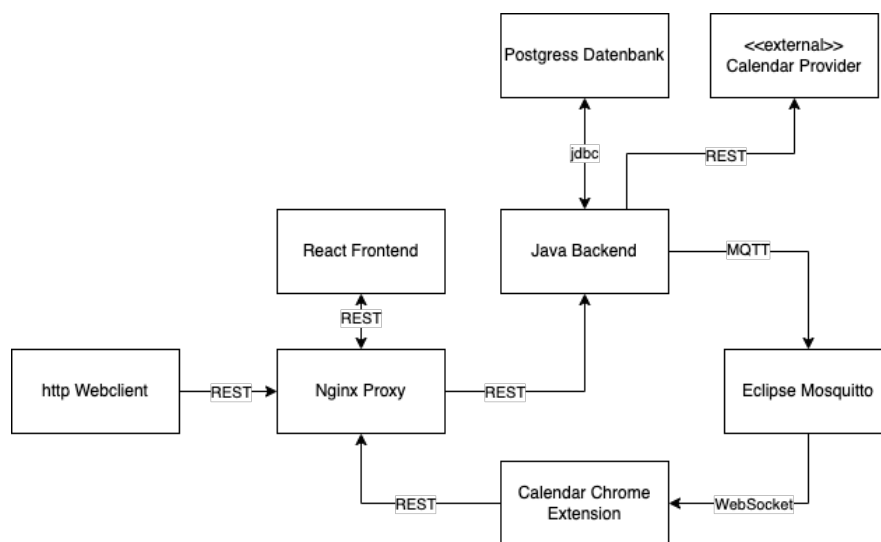 Postgress Datenbank
<<external>>
Calendar Provider
jdbc
REST
React Frontend
Java Backend
MQTT
REST
http Webclient
REST
Nginx Proxy
REST
Eclipse Mosquitto
REST
Calendar Chrome
Extension
WebSocket